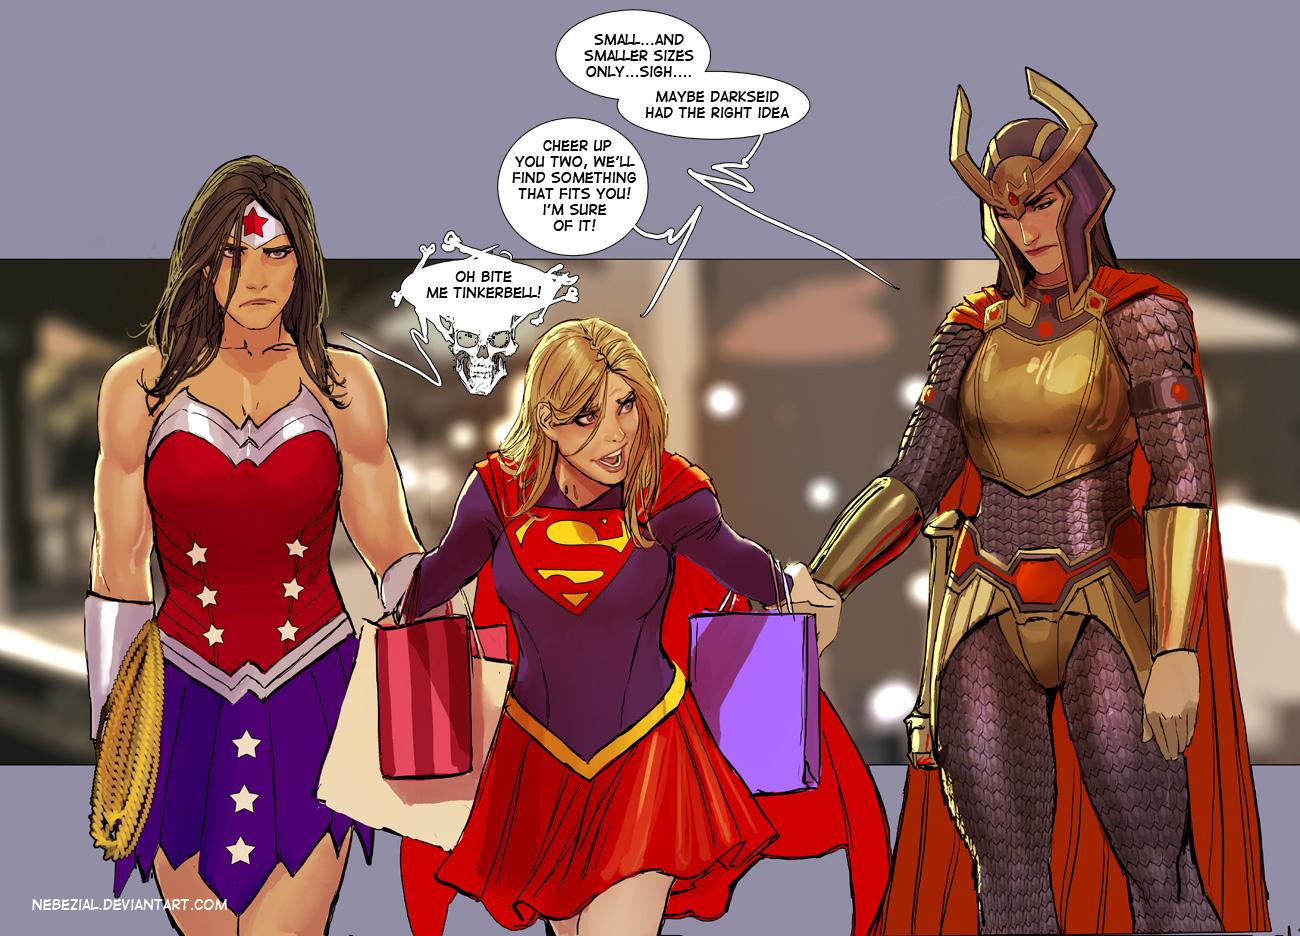 SMALL...AND
SMALLER SIZES
ONLY...SIGH....
MAYBE DARKSEID
HAD THE RIGHT IDEA
CHEER UP
YOU TWO, WE'LL
FIND SOMETHING
THAT FITS YOU!
I'M SURE
OF IT!
OH BITE
ME TINKERBELL!
S
NEBEZIAL.DEVIANTART.COM